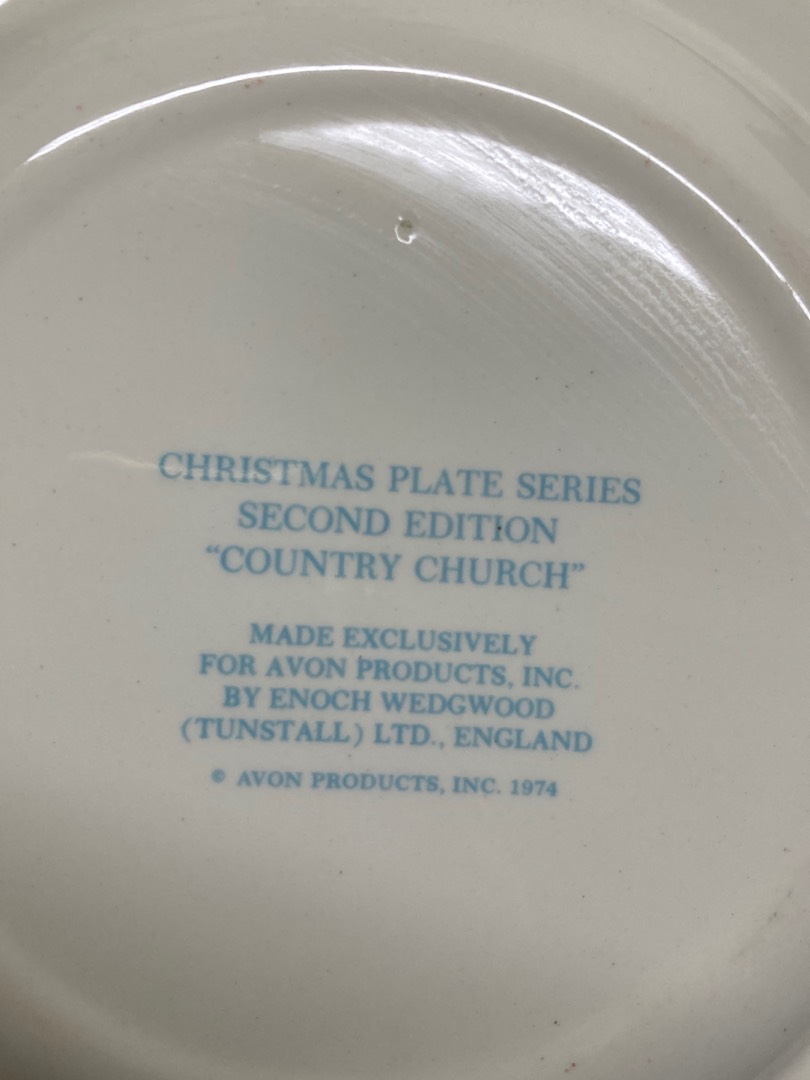 CHRISTMAS PLATE SERIES
SECOND EDITION
“COUNTRY CHURCH”
MADE EXCLUSIVELY
FOR AVON PRODUCTS, INC.
BY ENOCH WEDGWOOD
(TUNSTALL) LTD., ENGLAND
© AVON PRODUCTS, INC. 1974